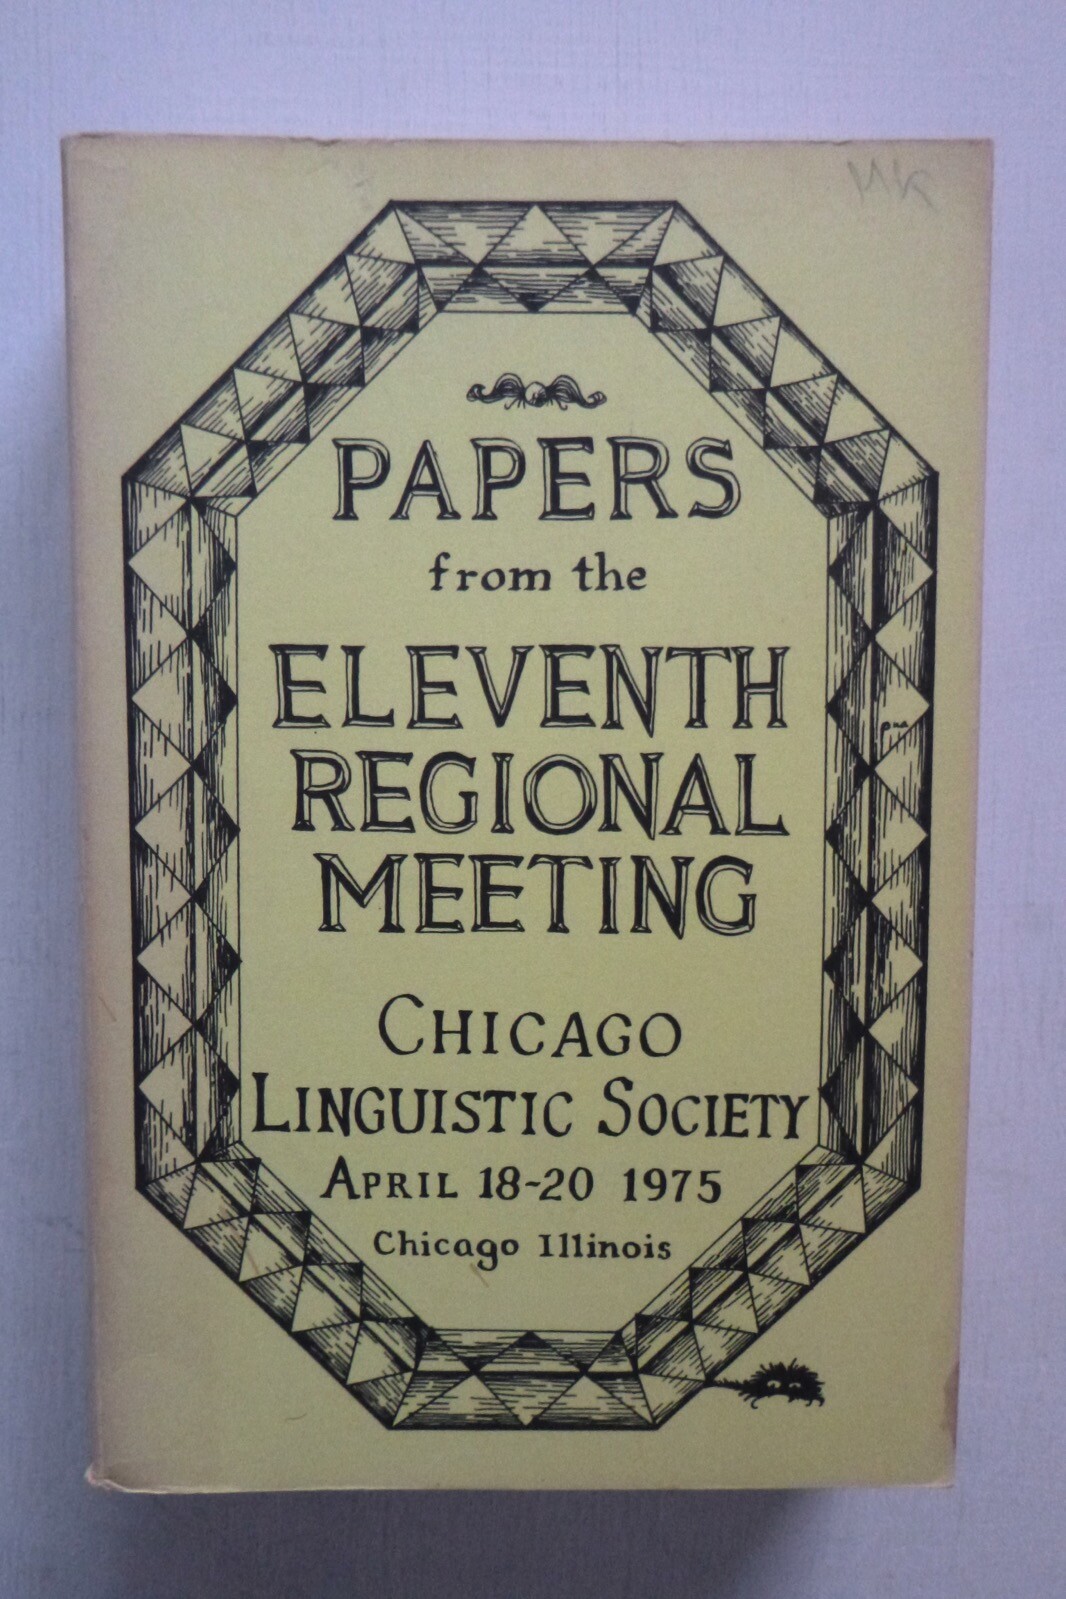 PAPERS
from the
ELEVENTH
REGIONAL
MEETING
CHICAGO
LINGUISTIC SOCIETY
APRIL 18-20 1975
Chicago Illinois